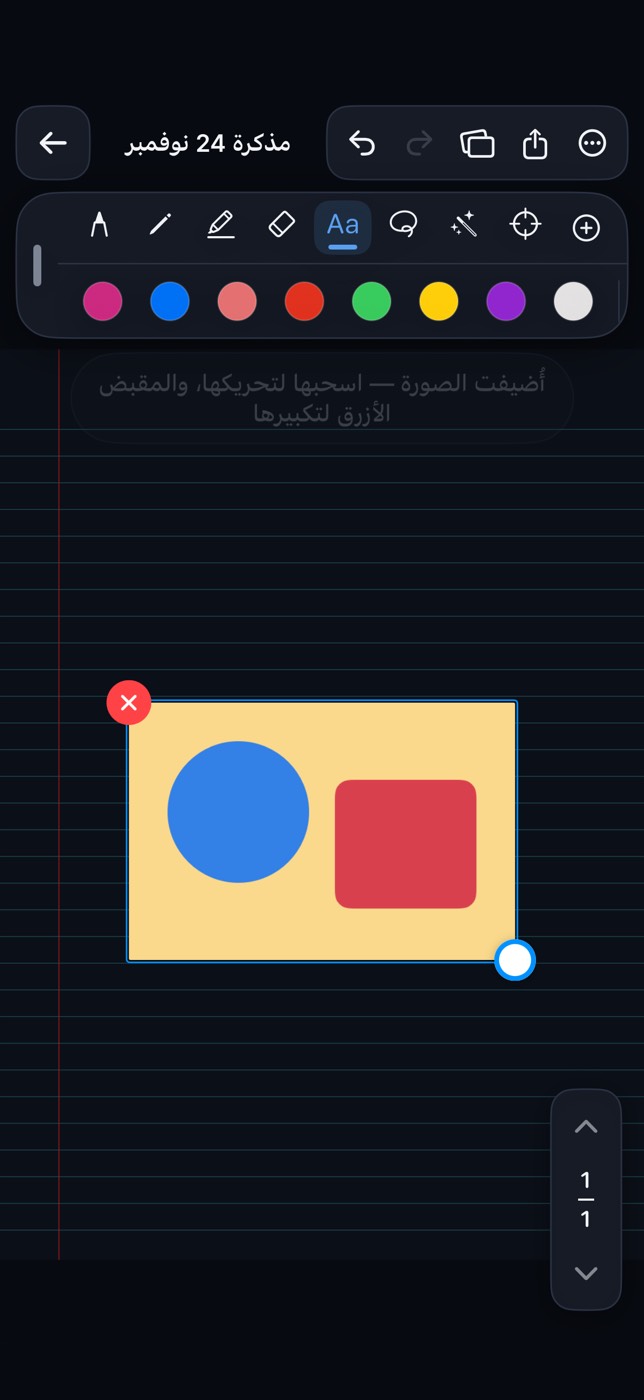 مذكرة 24 نوفمبر
Aa
أُضيفت الصورة — اسحبها لتحريكها، والمقبض
الأزرق لتكبيرها
1
1